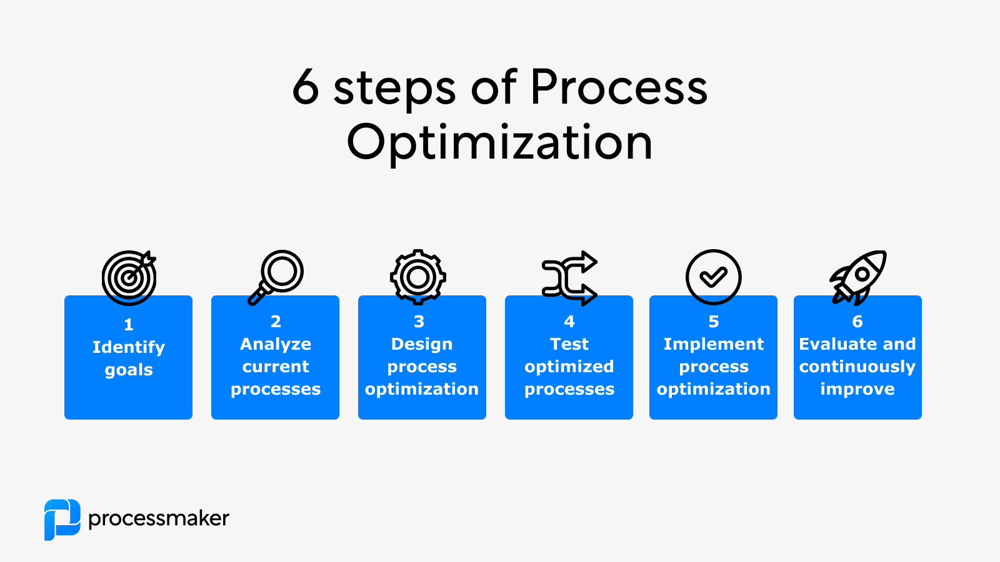 6 steps of Process
Optimization
1
Identify
goals
2
Analyze
current
processes
3
Design
process
optimization
4
Test
optimized
processes
5
Implement
process
optimization
6
Evaluate and
continuously
improve
processmaker